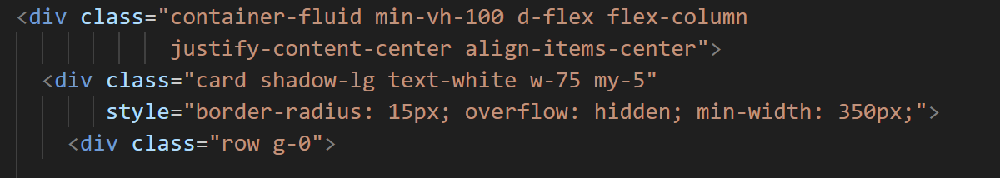 <div class="container-fluid min-vh-100 d-flex flex-column
justify-content-center align-items-center">
<div class="card shadow-lg text-white w-75 my-5"
style="border-radius: 15px; overflow: hidden; min-width: 350px;">
<div class="row g-0">